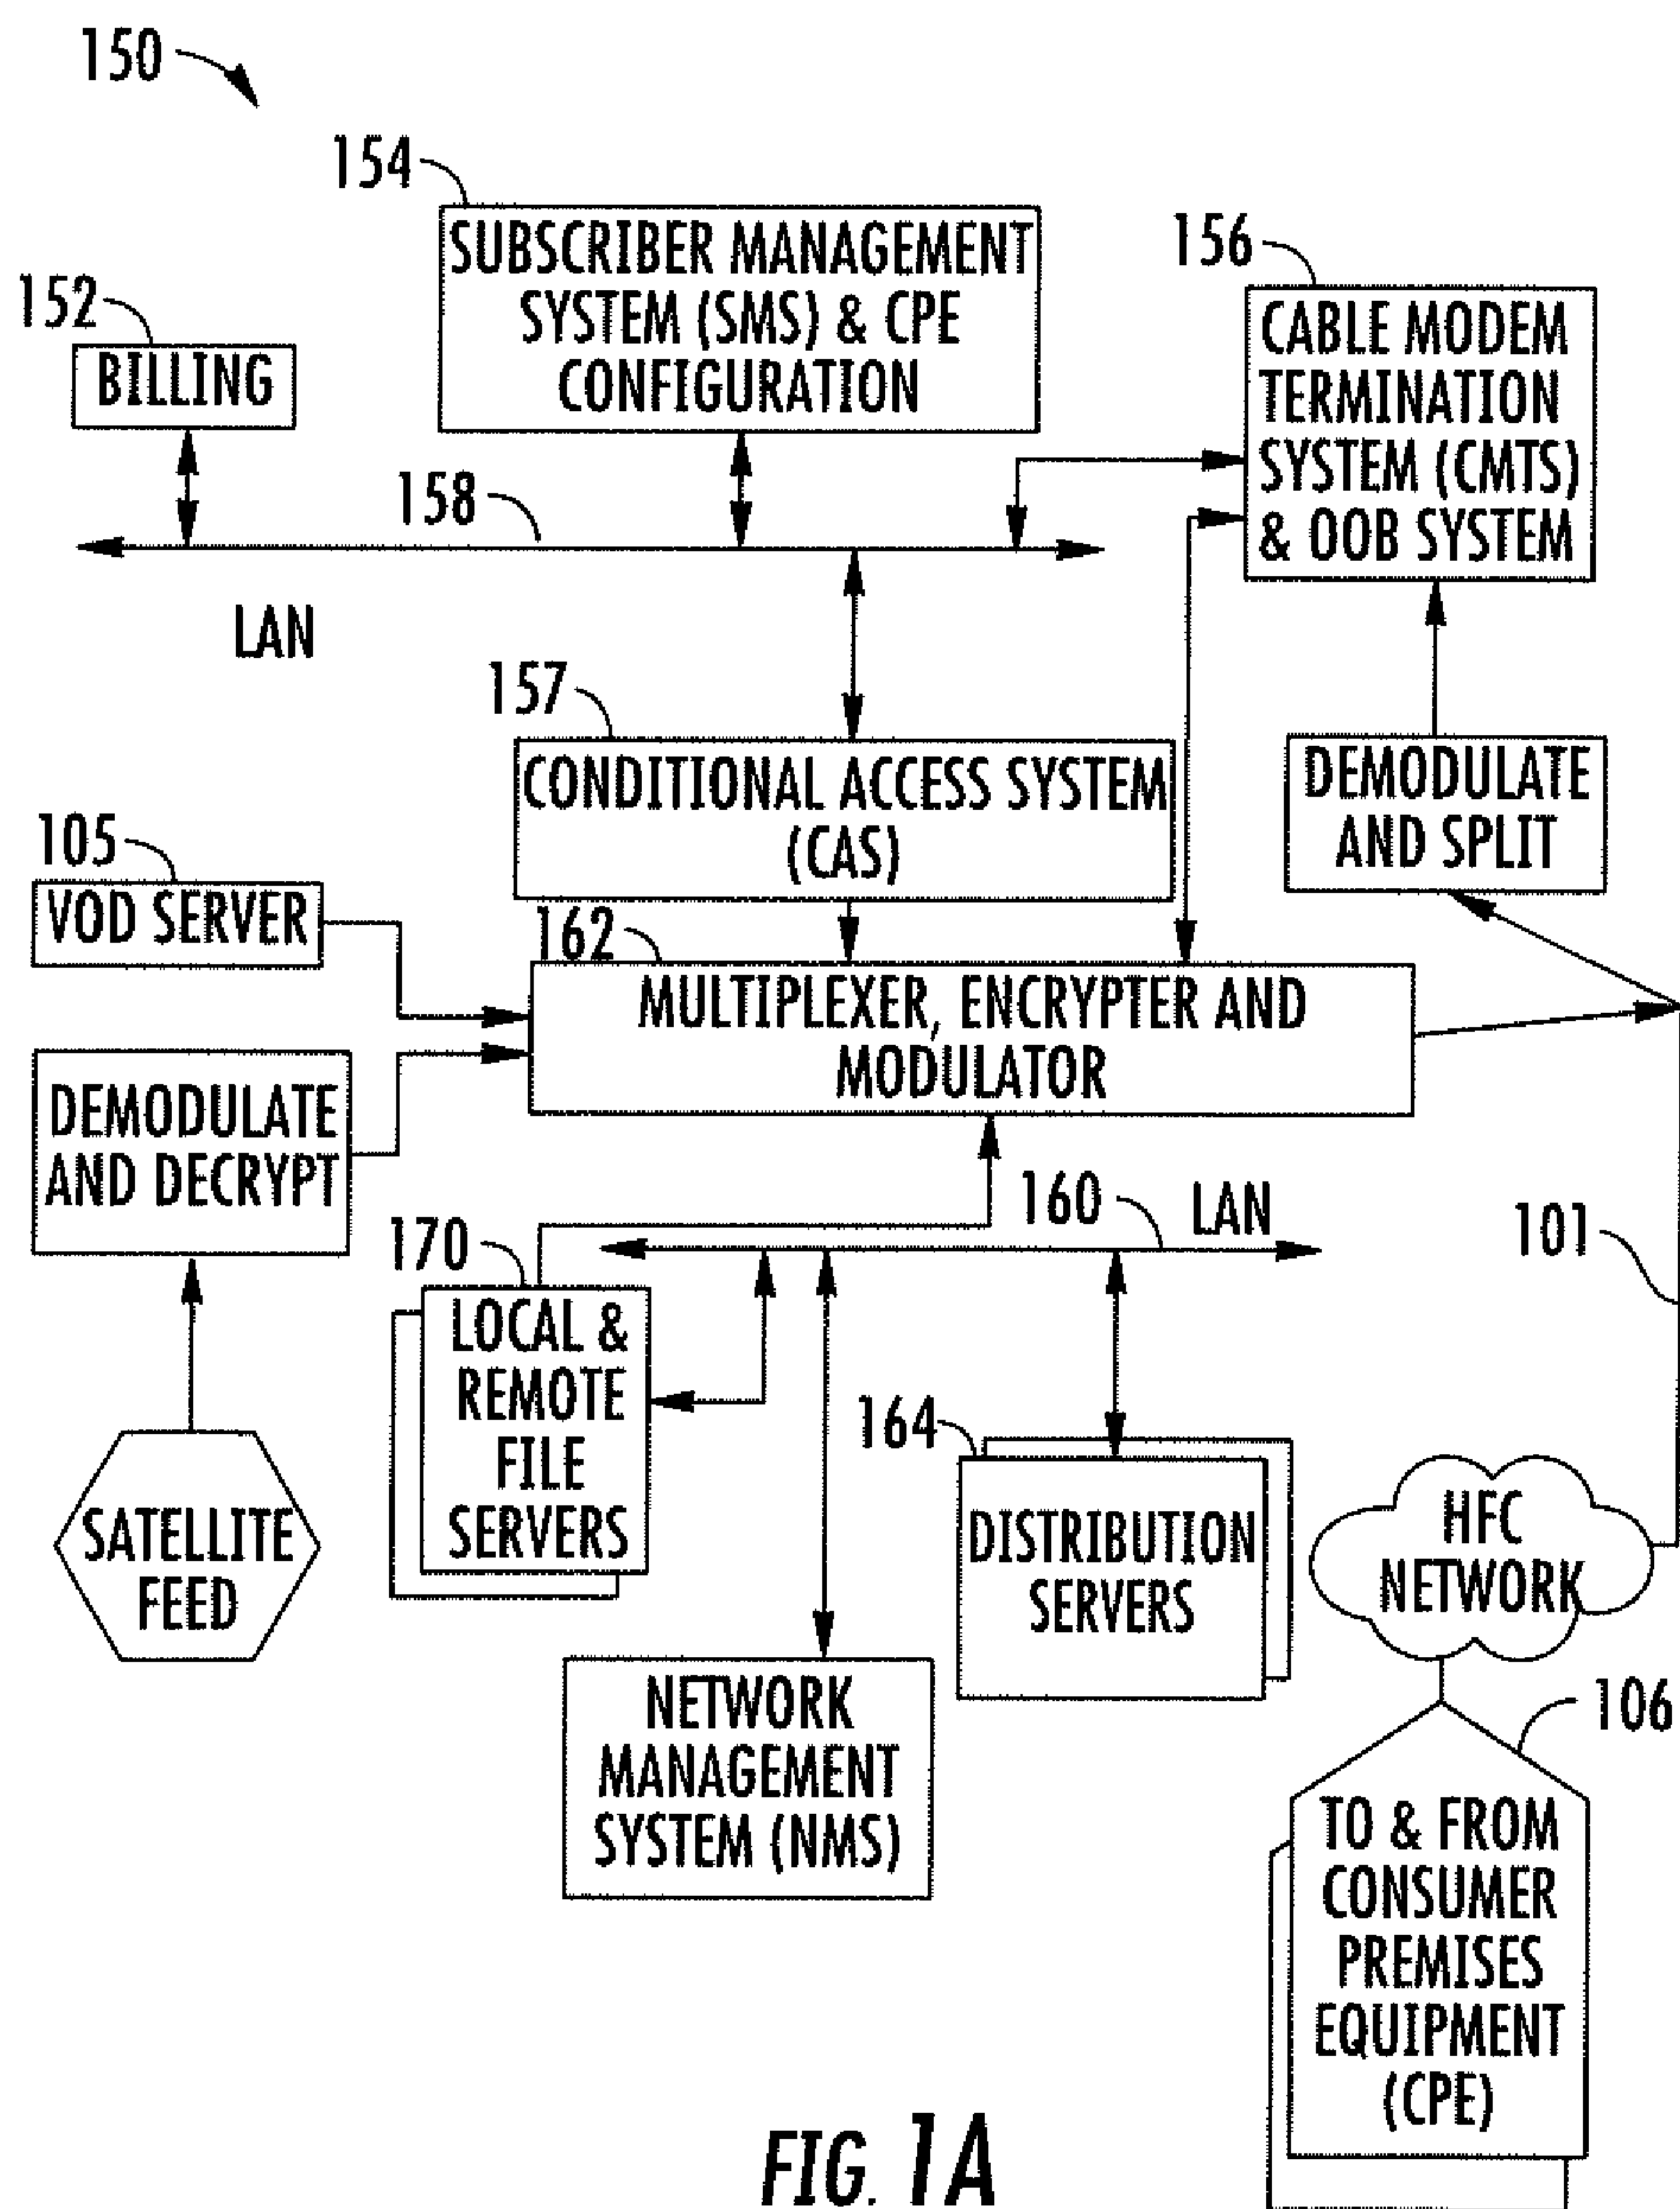 150
154
SUBSCRIBER MANAGEMENT
SYSTEM (SMS) & CPE
CONFIGURATION
156
CABLE MODEM
TERMINATION
SYSTEM (CMTS)
& OOB SYSTEM
152
BILLING
158
LAN
157
CONDITIONAL ACCESS SYSTEM
(CAS)
DEMODULATE
AND SPLIT
105
VOD SERVER
162
MULTIPLEXER, ENCRYPTER AND
MODULATOR
DEMODULATE
AND DECRYPT
160
LAN
101
170
LOCAL &
REMOTE
FILE
SERVERS
164
DISTRIBUTION
SERVERS
SATELLITE
FEED
HFC
NETWORK
NETWORK
MANAGEMENT
SYSTEM (NMS)
106
TO & FROM
CONSUMER
PREMISES
EQUIPMENT
(CPE)
FIG. 1A